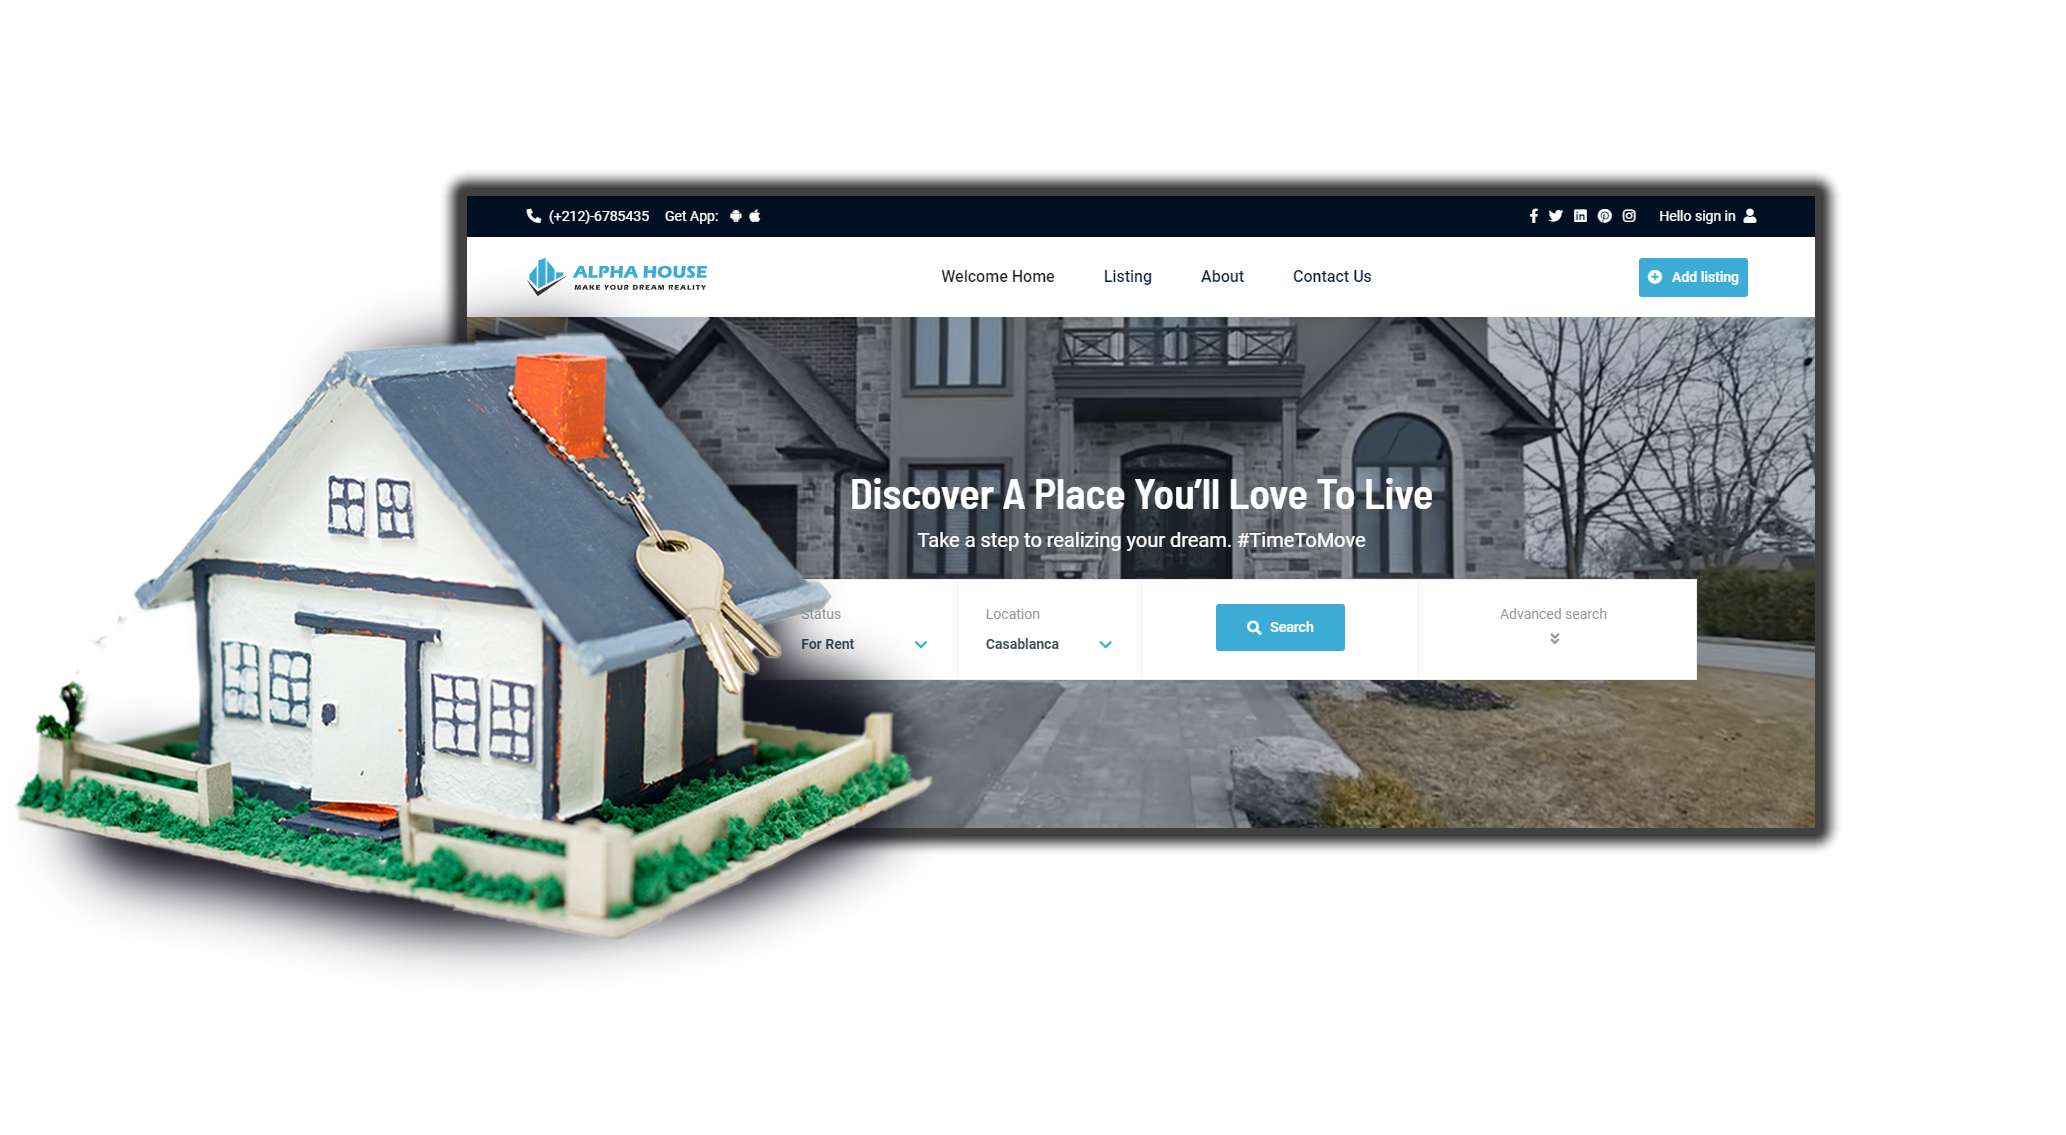 (+212)-6785435 Get App:
Hello sign in
ALPHA HOUSE
MAKE YOUR DREAM REALITY
Welcome Home Listing About Contact Us
Add listing
Discover A Place You’ll Love To Live
Take a step to realizing your dream. #TimeToMove
Status Location Advanced search
For Rent Casablanca Search